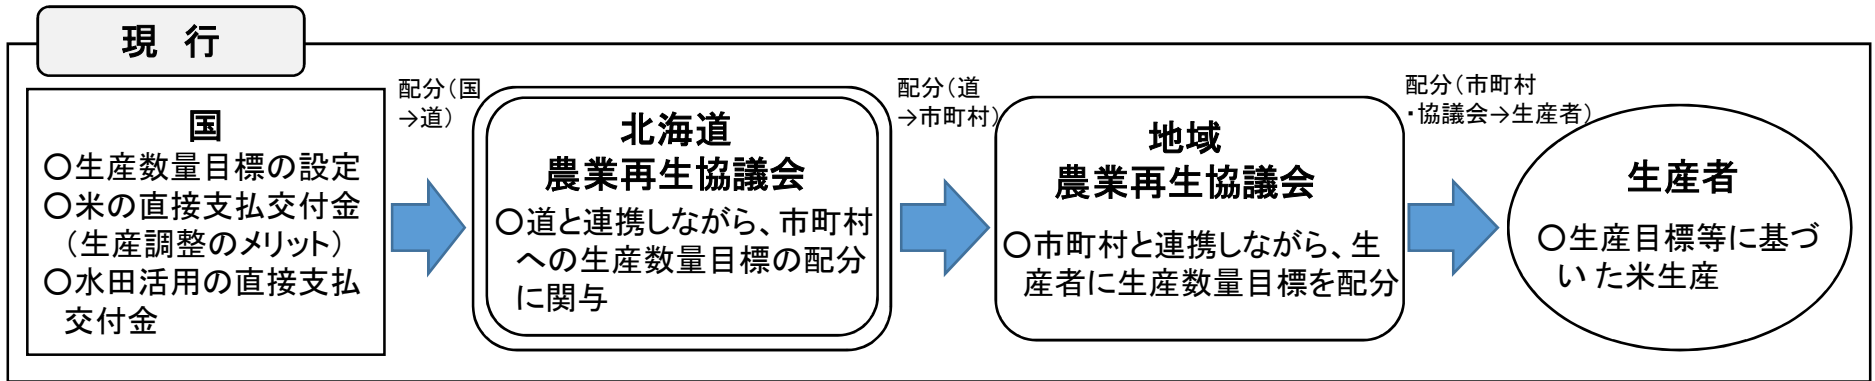 現 行
国
○生産数量目標の設定
○米の直接支払交付金
（生産調整のメリット）
○水田活用の直接支払
交付金
配分（国
→道）
北海道
農業再生協議会
○道と連携しながら、市町村
への生産数量目標の配分
に関与
配分（道
→市町村）
地域
農業再生協議会
○市町村と連携しながら、生
産者に生産数量目標を配分
配分（市町村
・協議会→生産者）
生産者
○生産目標等に基づ
いた米生産